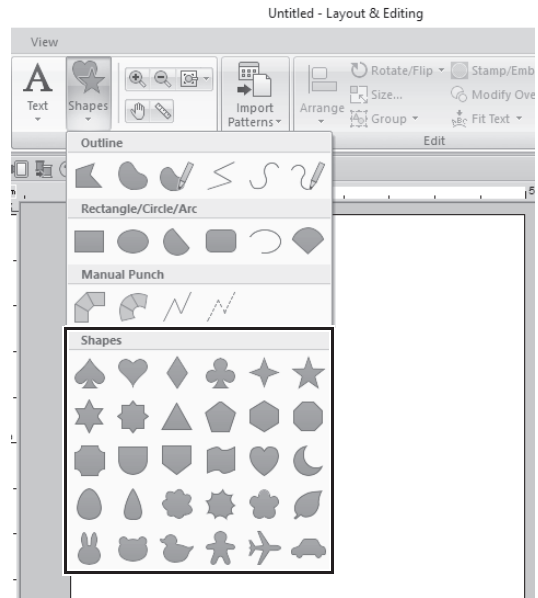 Untitled - Layout & Editing
View
Text
Shapes
Import
Patterns
Arrange
Rotate/Flip
Size...
Group
Stamp/Emb
Modify Ove
Fit Text
Edit
Outline
Rectangle/Circle/Arc
Manual Punch
Shapes